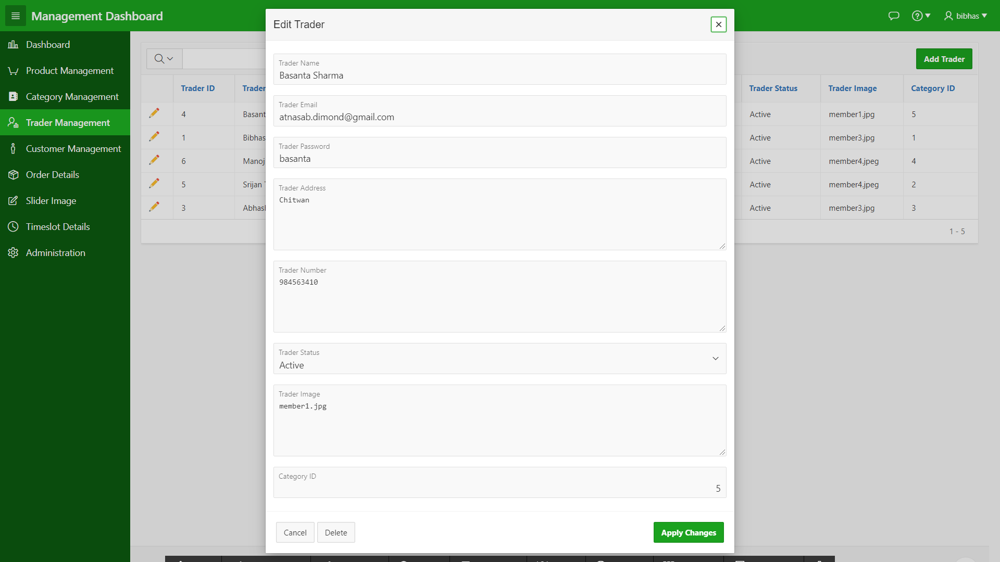 Management Dashboard
bibhas
Dashboard
Product Management
Category Management
Trader Management
Customer Management
Order Details
Slider Image
Timeslot Details
Administration
Add Trader
Trader ID Trader Trader Status Trader Image Category ID
4 Basant Active member1.jpg 5
1 Bibhas Active member3.jpg 1
6 Manoj Active member4.jpeg 4
5 Srijan Active member4.jpeg 2
3 Abhas Active member3.jpg 3
1 - 5
Edit Trader
Trader Name
Basanta Sharma
Trader Email
atnasab.dimond@gmail.com
Trader Password
basanta
Trader Address
Chitwan
Trader Number
984563410
Trader Status
Active
Trader Image
member1.jpg
Category ID
5
Cancel
Delete
Apply Changes